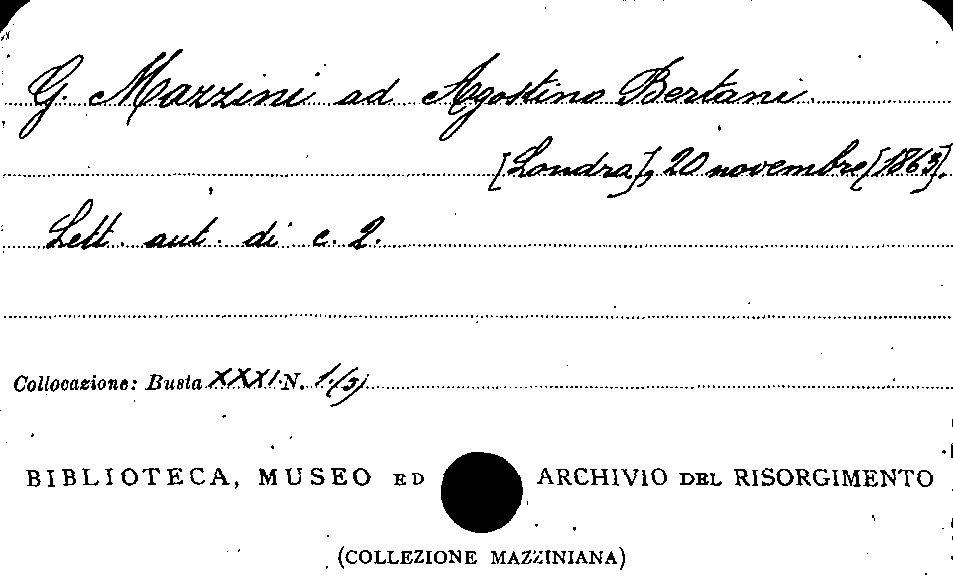 G. Mazzini ad Agostino Bertani.
[Londra], 20 novembre [1863].
Lett. aut. di c. 2.
Collocazione: Busta XXXI N. 1.(3)
BIBLIOTECA, MUSEO ED ARCHIVIO DEL RISORGIMENTO
(COLLEZIONE MAZZINIANA)